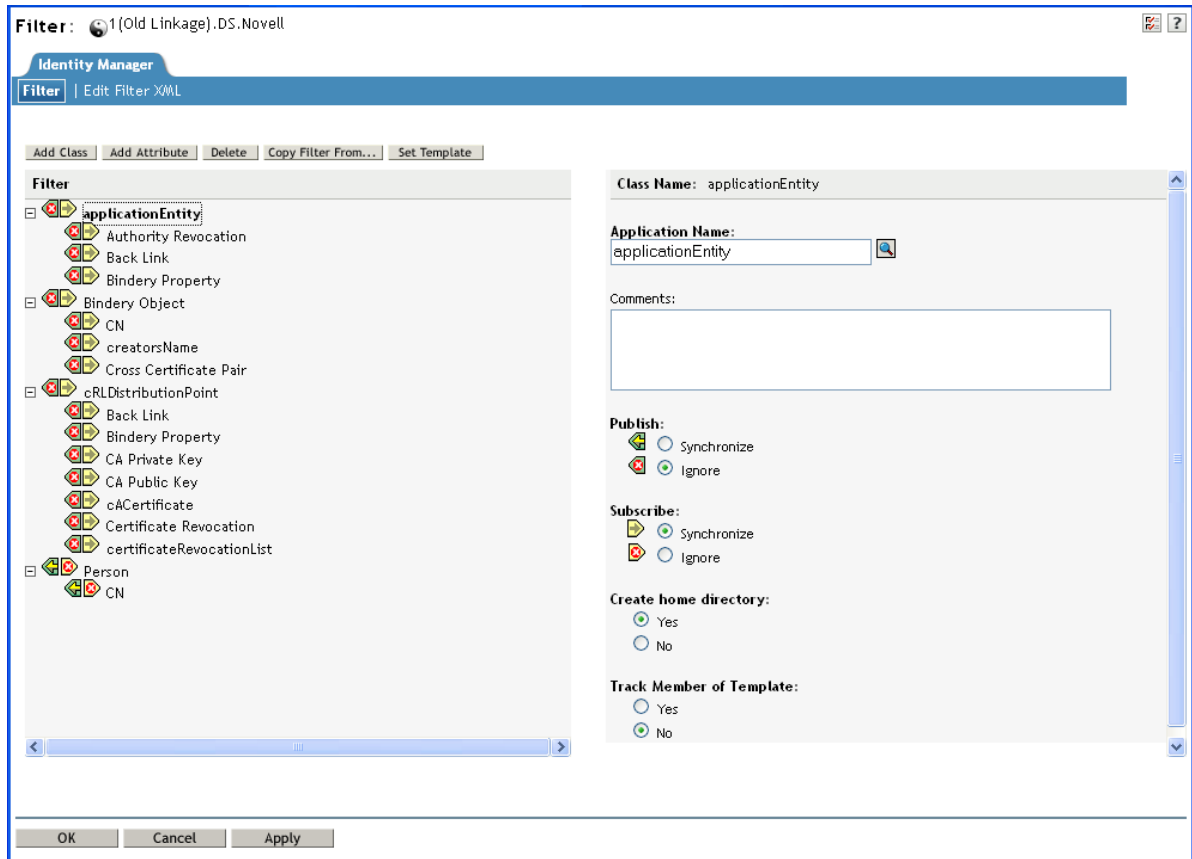 Filter: 1(Old Linkage).DS.Novell
?
Identity Manager
Filter | Edit Filter XML
Add Class Add Attribute Delete Copy Filter From... Set Template
Filter
applicationEntity
Authority Revocation
Back Link
Bindery Property
Bindery Object
CN
creatorsName
Cross Certificate Pair
cRLDistributionPoint
Back Link
Bindery Property
CA Private Key
CA Public Key
cACertificate
Certificate Revocation
certificateRevocationList
Person
CN
Class Name: applicationEntity
Application Name:
applicationEntity
Comments:
Publish:
Synchronize
Ignore
Subscribe:
Synchronize
Ignore
Create home directory:
Yes
No
Track Member of Template:
Yes
No
OK Cancel Apply